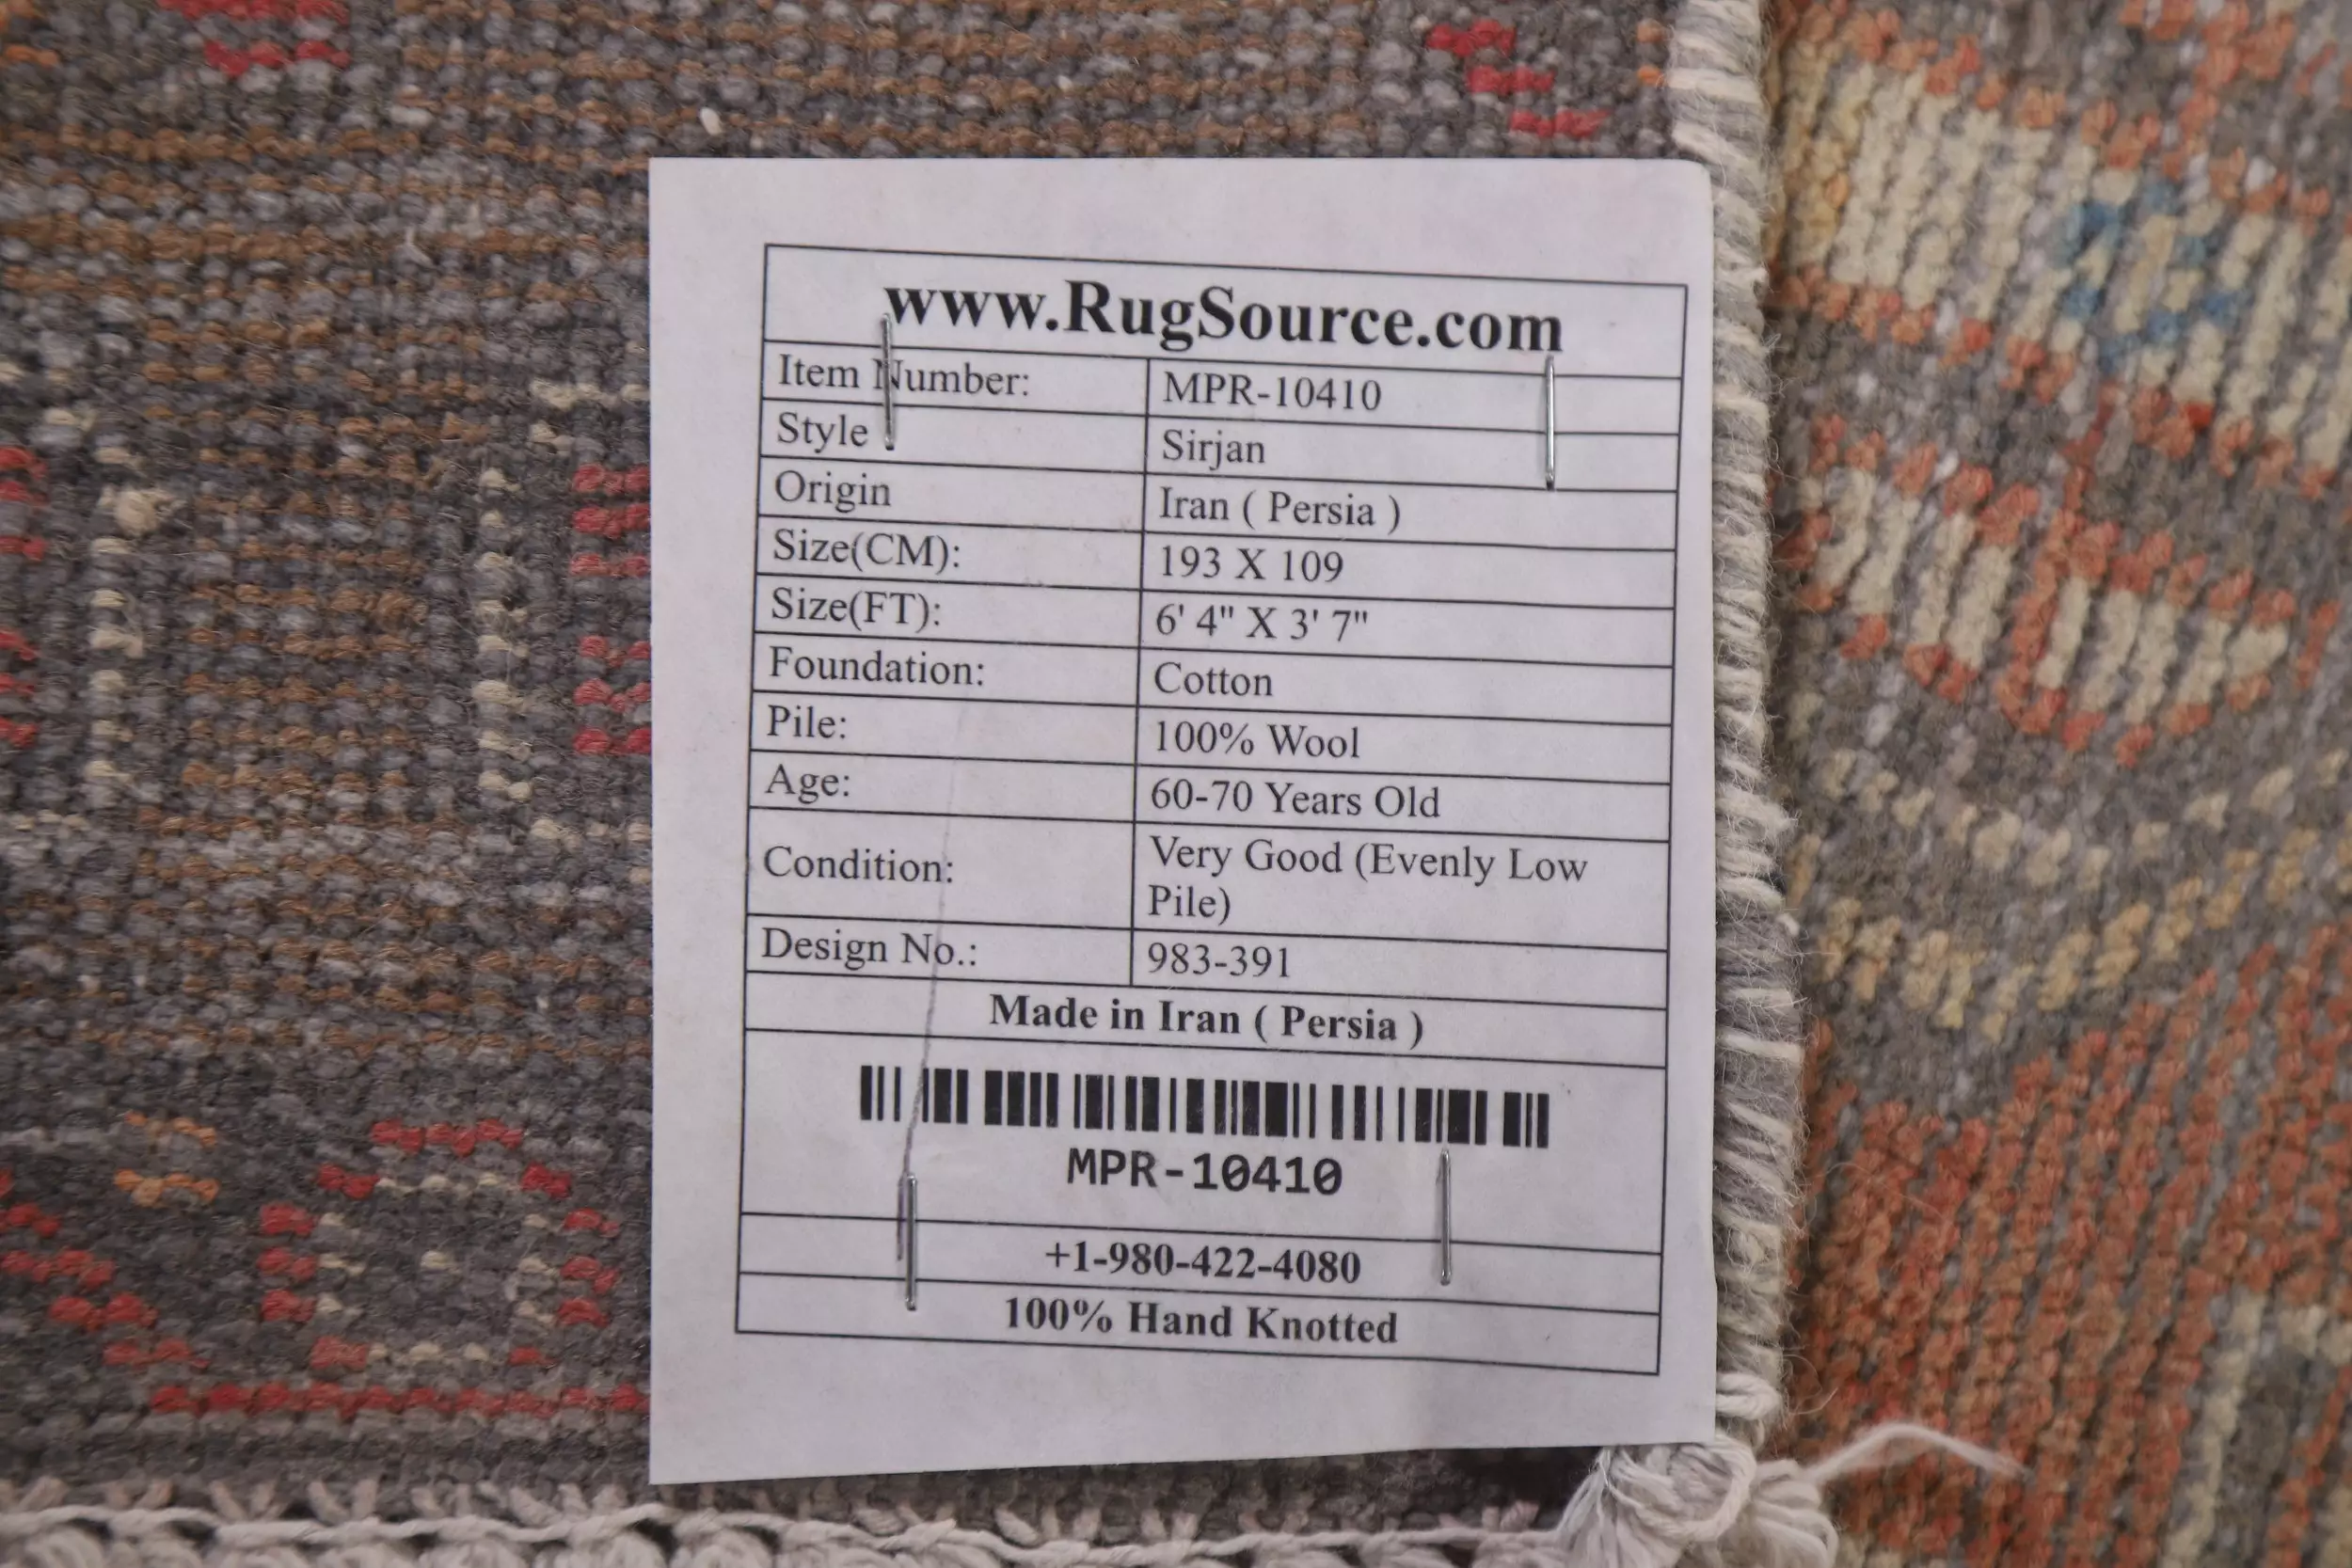 www.RugSource.com
Item Number: MPR-10410
Style Sirjan
Origin Iran ( Persia )
Size(CM): 193 X 109
Size(FT): 6' 4" X 3' 7"
Foundation: Cotton
Pile: 100% Wool
Age: 60-70 Years Old
Condition: Very Good (Evenly Low
Pile)
Design No.: 983-391
Made in Iran ( Persia )
MPR-10410
+1-980-422-4080
100% Hand Knotted